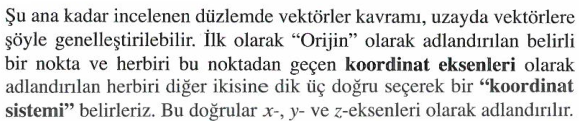 Şu ana kadar incelenen düzlemde vektörler kavramı, uzayda vektörlere
şöyle genelleştirilebilir. İlk olarak “Orijin” olarak adlandırılan belirli
bir nokta ve herbiri bu noktadan geçen koordinat eksenleri olarak
adlandırılan herbiri diğer ikisine dik üç doğru seçerek bir “koordinat
sistemi” belirleriz. Bu doğrular x-, y- ve z-eksenleri olarak adlandırılır.